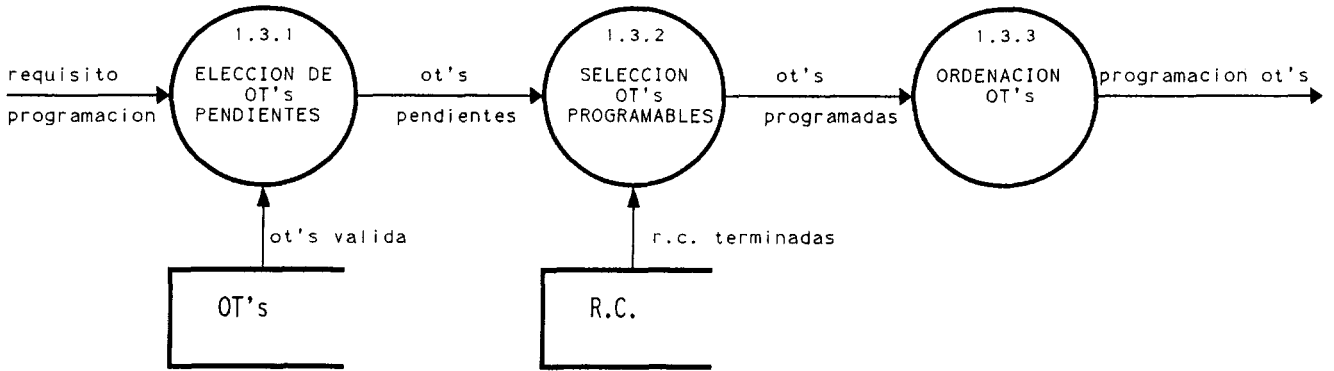 1.3.1
ELECCION DE
OT's
PENDIENTES
1.3.2
SELECCION
OT's
PROGRAMABLES
1.3.3
ORDENACION
OT's
requisito
programacion
ot's
pendientes
ot's
programadas
programacion ot's
ot's valida
r.c. terminadas
OT's
R.C.